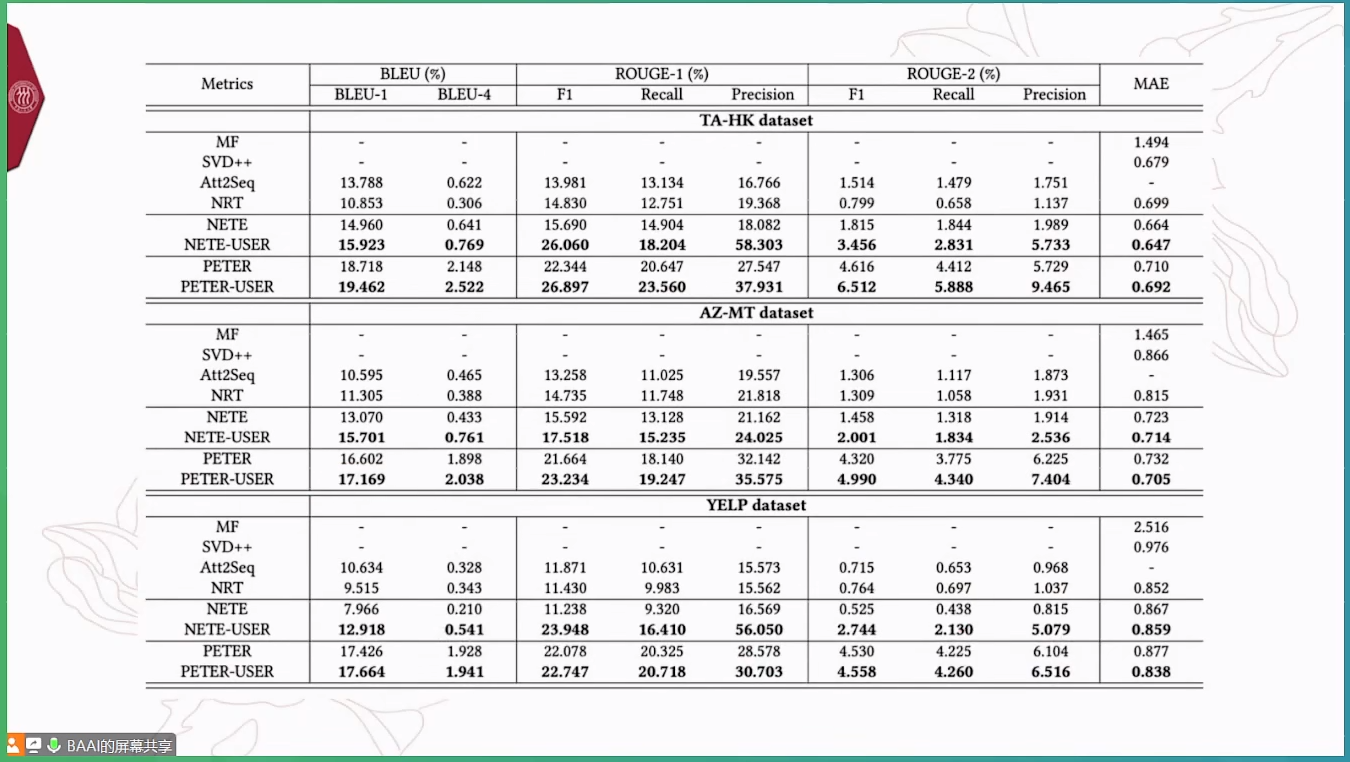 Metrics BLEU (%) ROUGE-1 (%) ROUGE-2 (%) MAE
BLEU-1 BLEU-4 F1 Recall Precision F1 Recall Precision
TA-HK dataset
MF - - - - - - - - 1.494
SVD++ - - - - - - - - 0.679
Att2Seq 13.788 0.622 13.981 13.134 16.766 1.514 1.479 1.751 -
NRT 10.853 0.306 14.830 12.751 19.368 0.799 0.658 1.137 0.699
NETE 14.960 0.641 15.690 14.904 18.082 1.815 1.844 1.989 0.664
NETE-USER 15.923 0.769 26.060 18.204 58.303 3.456 2.831 5.733 0.647
PETER 18.718 2.148 22.344 20.647 27.547 4.616 4.412 5.729 0.710
PETER-USER 19.462 2.522 26.897 23.560 37.931 6.512 5.888 9.465 0.692
AZ-MT dataset
MF - - - - - - - - 1.465
SVD++ - - - - - - - - 0.866
Att2Seq 10.595 0.465 13.258 11.025 19.557 1.306 1.117 1.873 -
NRT 11.305 0.388 14.735 11.748 21.818 1.309 1.058 1.931 0.815
NETE 13.070 0.433 15.592 13.128 21.162 1.458 1.318 1.914 0.723
NETE-USER 15.701 0.761 17.518 15.235 24.025 2.001 1.834 2.536 0.714
PETER 16.602 1.898 21.664 18.140 32.142 4.320 3.775 6.225 0.732
PETER-USER 17.169 2.038 23.234 19.247 35.575 4.990 4.340 7.404 0.705
YELP dataset
MF - - - - - - - - 2.516
SVD++ - - - - - - - - 0.976
Att2Seq 10.634 0.328 11.871 10.631 15.573 0.715 0.653 0.968 -
NRT 9.515 0.343 11.430 9.983 15.562 0.764 0.697 1.037 0.852
NETE 7.966 0.210 11.238 9.320 16.569 0.525 0.438 0.815 0.867
NETE-USER 12.918 0.541 23.948 16.410 56.050 2.744 2.130 5.079 0.859
PETER 17.426 1.928 22.078 20.325 28.578 4.530 4.225 6.104 0.877
PETER-USER 17.664 1.941 22.747 20.718 30.703 4.558 4.260 6.516 0.838
BAAI的屏幕共享